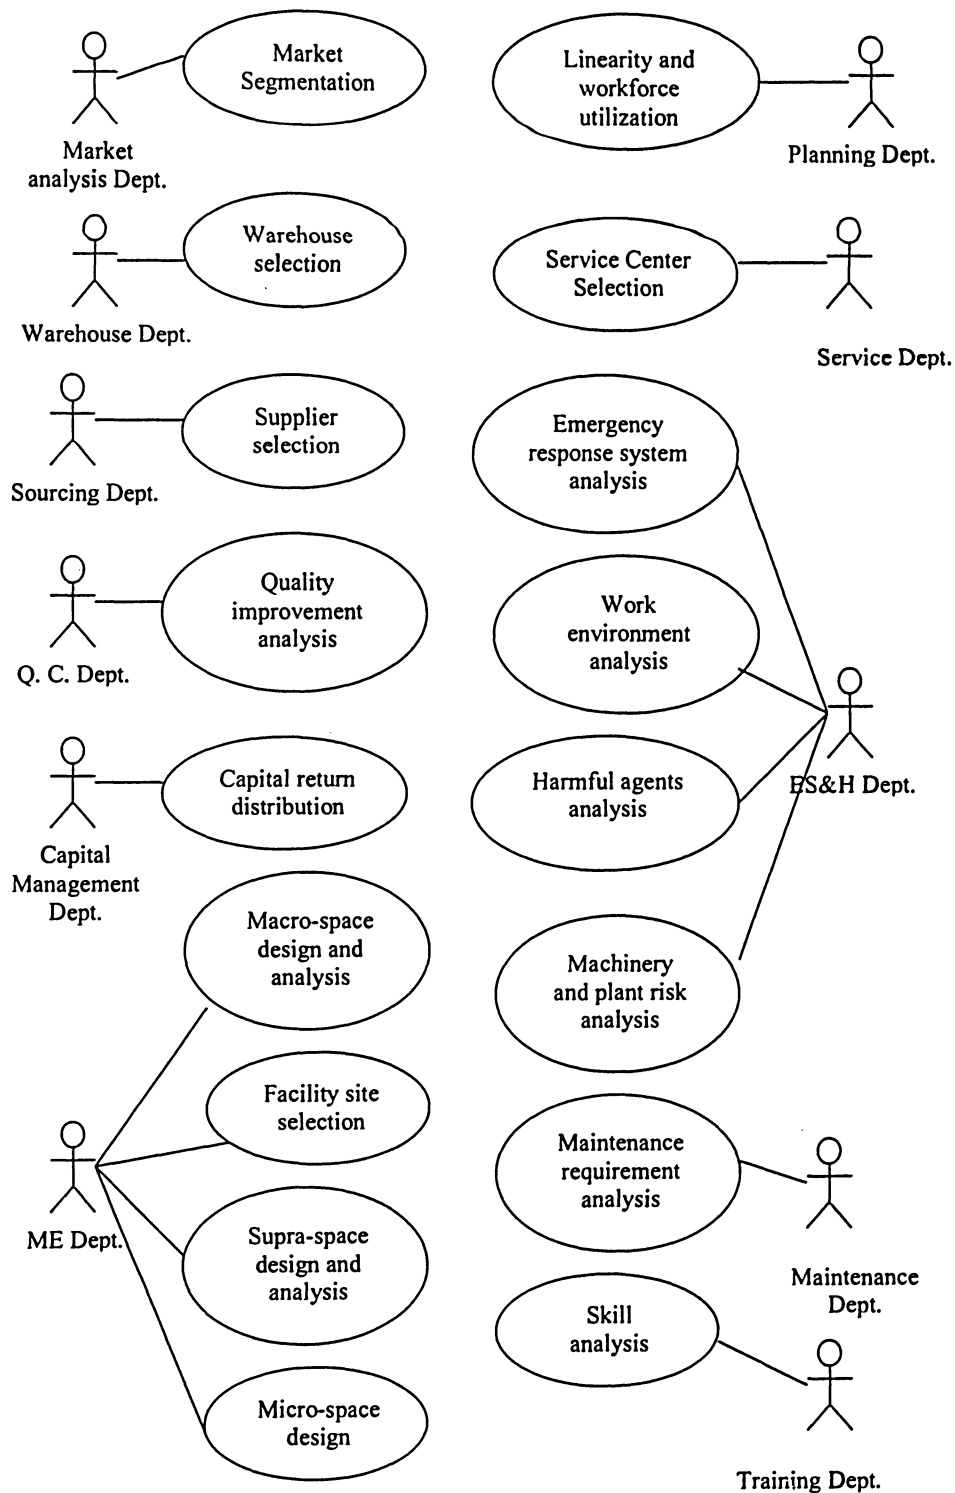 Market
Segmentation
Market
analysis Dept.
Warehouse
selection
Warehouse Dept.
Supplier
selection
Sourcing Dept.
Quality
improvement
analysis
Q. C. Dept.
Capital return
distribution
Capital
Management
Dept.
Macro-space
design and
analysis
Facility site
selection
ME Dept.
Supra-space
design and
analysis
Micro-space
design
Linearity and
workforce
utilization
Planning Dept.
Service Center
Selection
Service Dept.
Emergency
response system
analysis
Work
environment
analysis
Harmful agents
analysis
ES&H Dept.
Machinery
and plant risk
analysis
Maintenance
requirement
analysis
Maintenance
Dept.
Skill
analysis
Training Dept.